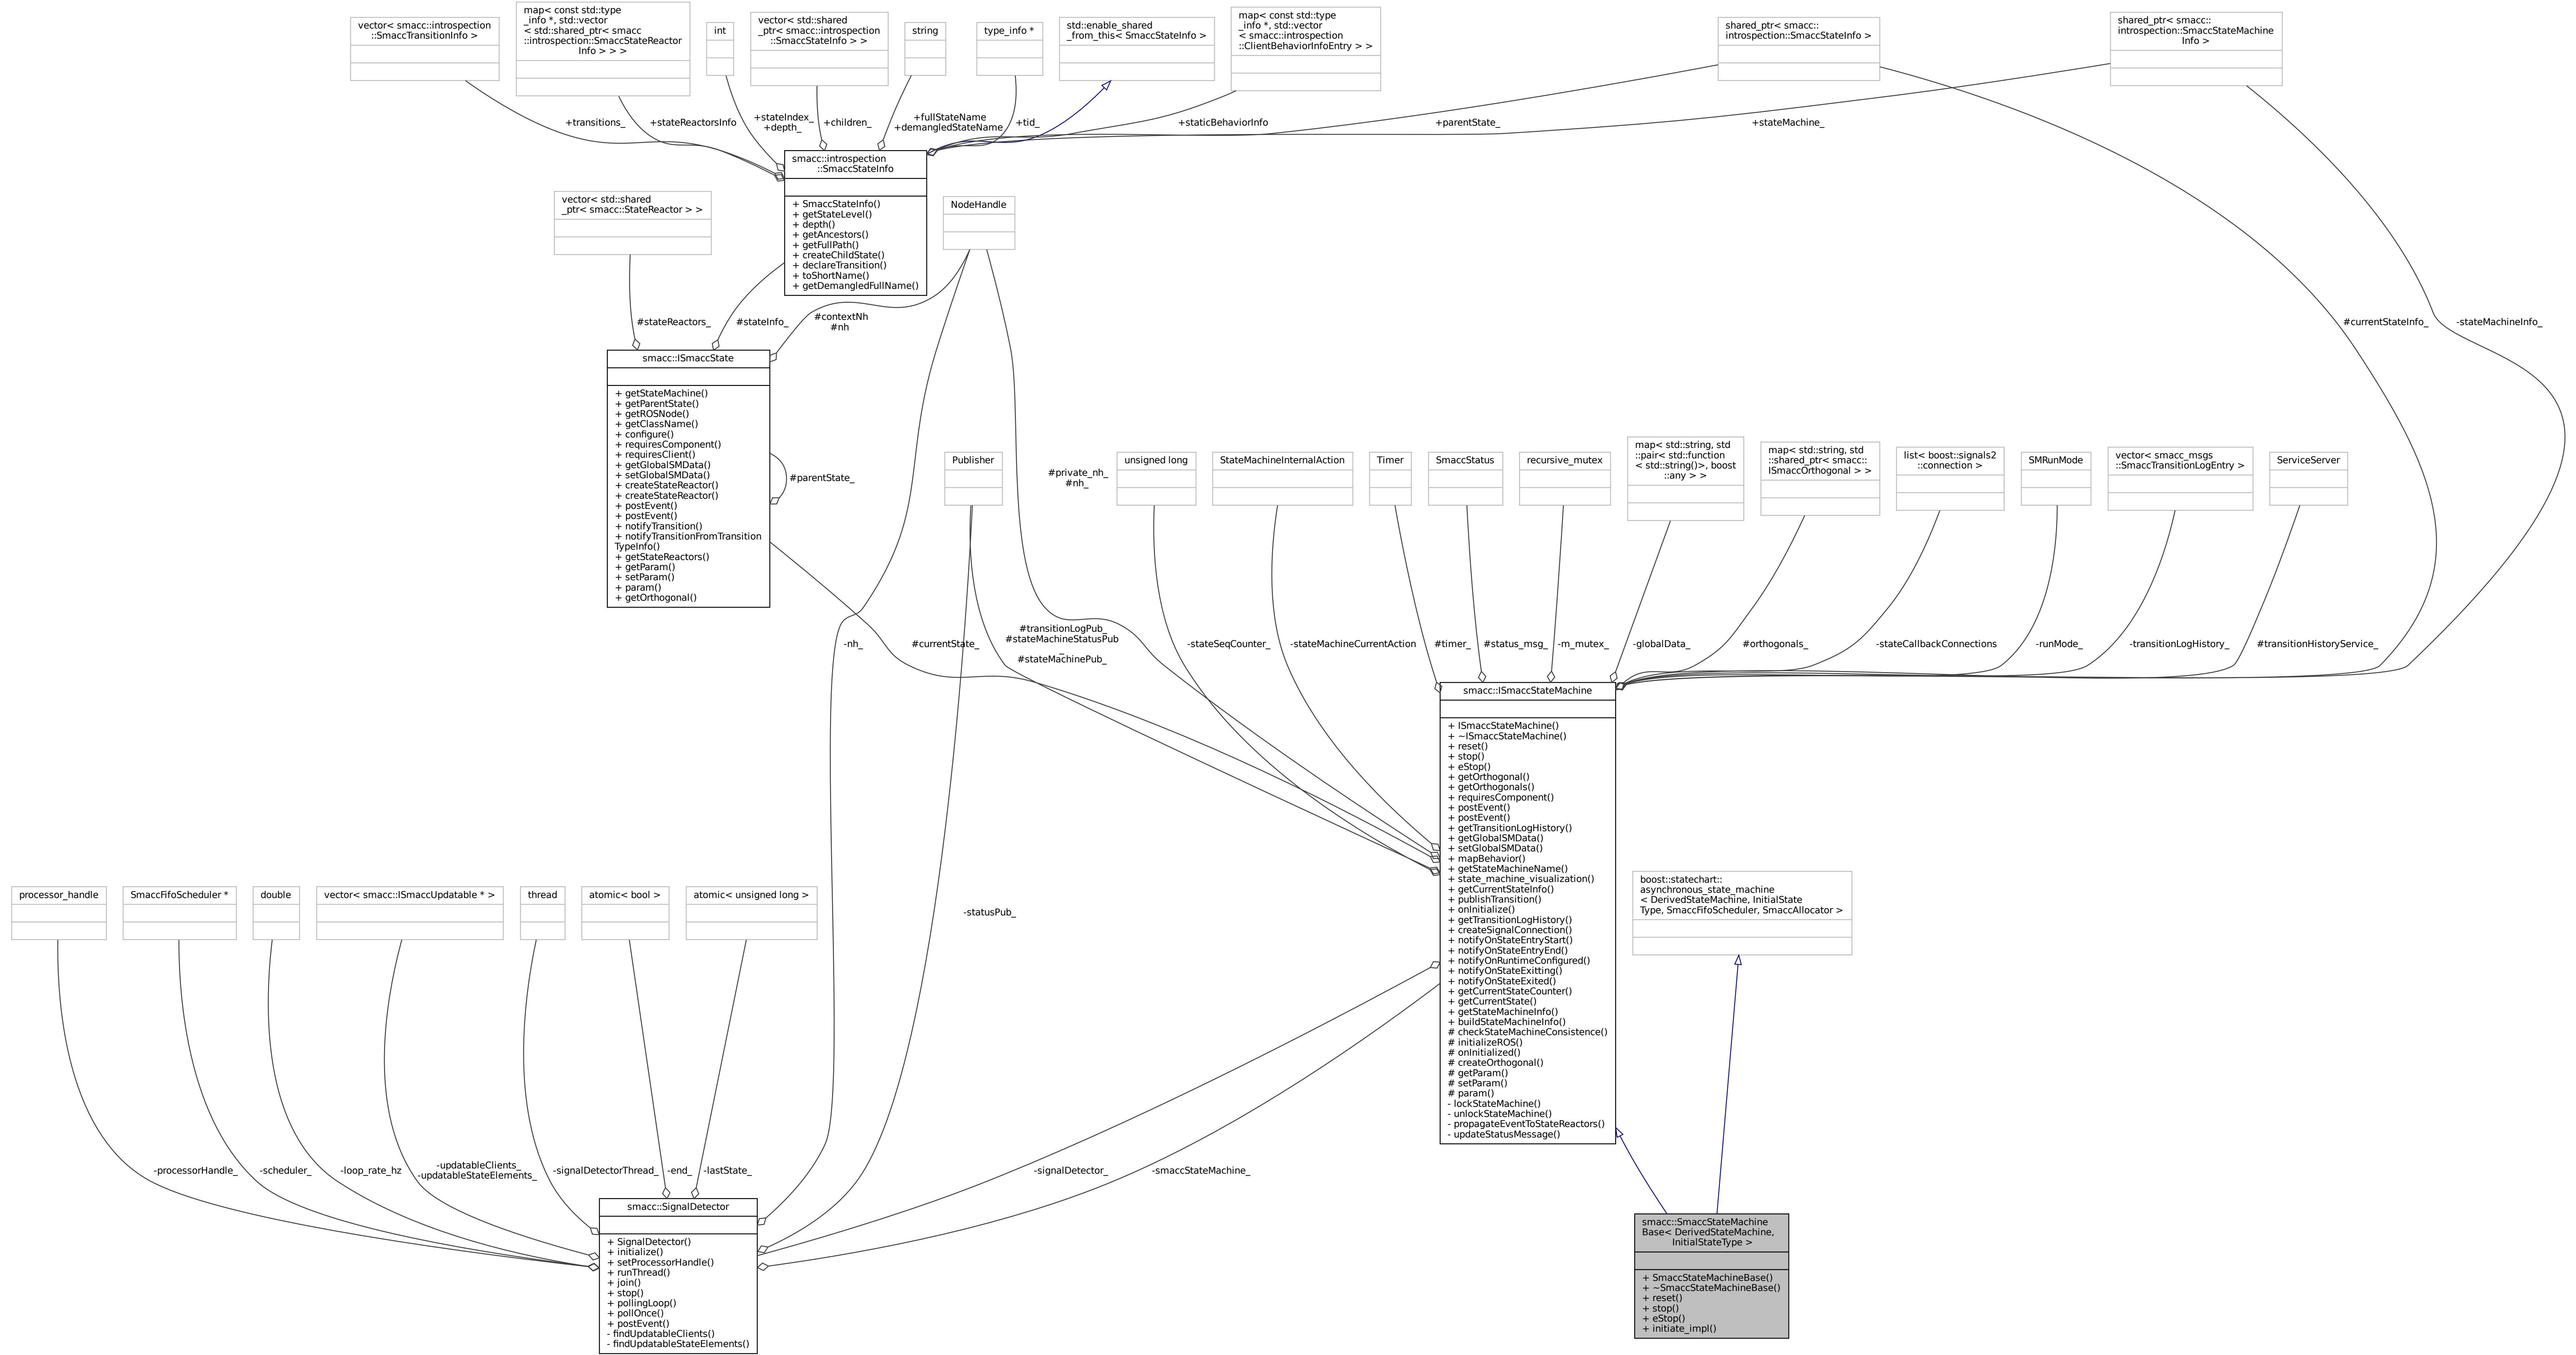 vector< smacc::introspection
::SmaccTransitionInfo >
map< const std::type
_info *, std::vector
< std::shared_ptr< smacc
::introspection::SmaccStateReactor
Info > > >
int
vector< std::shared
_ptr< smacc::introspection
::SmaccStateInfo > >
string
type_info *
std::enable_shared
_from_this< SmaccStateInfo >
map< const std::type
_info *, std::vector
< smacc::introspection
::ClientBehaviorInfoEntry > >
shared_ptr< smacc::
introspection::SmaccStateInfo >
shared_ptr< smacc::
introspection::SmaccStateMachine
Info >
+transitions_
+stateReactorsInfo
+stateIndex_
+depth_
+children_
+fullStateName
+demangledStateName
+tid_
+staticBehaviorInfo
+parentState_
+stateMachine_
smacc::introspection
::SmaccStateInfo
+ SmaccStateInfo()
+ getStateLevel()
+ depth()
+ getAncestors()
+ getFullPath()
+ createChildState()
+ declareTransition()
+ toShortName()
+ getDemangledFullName()
vector< std::shared
_ptr< smacc::StateReactor > >
NodeHandle
#stateReactors_
#stateInfo_
#contextNh
#nh
#currentStateInfo_
-stateMachineInfo_
smacc::ISmaccState
+ getStateMachine()
+ getParentState()
+ getROSNode()
+ getClassName()
+ configure()
+ requiresComponent()
+ requiresClient()
+ getGlobalSMData()
+ setGlobalSMData()
+ createStateReactor()
+ createStateReactor()
+ postEvent()
+ postEvent()
+ notifyTransition()
+ notifyTransitionFromTransition
TypeInfo()
+ getStateReactors()
+ getParam()
+ setParam()
+ param()
+ getOrthogonal()
#parentState_
Publisher
#private_nh_
#nh_
unsigned long
StateMachineInternalAction
Timer
SmaccStatus
recursive_mutex
map< std::string, std
::pair< std::function
< std::string()>, boost
::any > >
map< std::string, std
::shared_ptr< smacc::
ISmaccOrthogonal > >
list< boost::signals2
::connection >
SMRunMode
vector< smacc_msgs
::SmaccTransitionLogEntry >
ServiceServer
-nh_
#currentState_
#transitionLogPub_
#stateMachineStatusPub
_
#stateMachinePub_
-stateSeqCounter_
-stateMachineCurrentAction
#timer_
#status_msg_
-m_mutex_
-globalData_
#orthogonals_
-stateCallbackConnections
-runMode_
-transitionLogHistory_
#transitionHistoryService_
smacc::ISmaccStateMachine
+ ISmaccStateMachine()
+ ~ISmaccStateMachine()
+ reset()
+ stop()
+ eStop()
+ getOrthogonal()
+ getOrthogonals()
+ requiresComponent()
+ postEvent()
+ postEvent()
+ getTransitionLogHistory()
+ getGlobalSMData()
+ setGlobalSMData()
+ mapBehavior()
+ getStateMachineName()
+ state_machine_visualization()
+ getCurrentStateInfo()
+ publishTransition()
+ onInitialize()
+ getTransitionLogHistory()
+ createSignalConnection()
+ notifyOnStateEntryStart()
+ notifyOnStateEntryEnd()
+ notifyOnRuntimeConfigured()
+ notifyOnStateExitting()
+ notifyOnStateExited()
+ getCurrentStateCounter()
+ getCurrentState()
+ getStateMachineInfo()
+ buildStateMachineInfo()
# checkStateMachineConsistence()
# initializeROS()
# onInitialized()
# createOrthogonal()
# getParam()
# setParam()
# param()
- lockStateMachine()
- unlockStateMachine()
- propagateEventToStateReactors()
- updateStatusMessage()
boost::statechart::
asynchronous_state_machine
< DerivedStateMachine, InitialState
Type, SmaccFifoScheduler, SmaccAllocator >
processor_handle
SmaccFifoScheduler *
double
vector< smacc::ISmaccUpdatable * >
thread
atomic< bool >
atomic< unsigned long >
-statusPub_
-processorHandle_
-scheduler_
-loop_rate_hz
-updatableClients_
-updatableStateElements_
-signalDetectorThread_
-end_
-lastState_
-signalDetector_
-smaccStateMachine_
smacc::SignalDetector
+ SignalDetector()
+ initialize()
+ setProcessorHandle()
+ runThread()
+ join()
+ stop()
+ pollingLoop()
+ pollOnce()
+ postEvent()
- findUpdatableClients()
- findUpdatableStateElements()
smacc::SmaccStateMachine
Base< DerivedStateMachine,
InitialStateType >
+ SmaccStateMachineBase()
+ ~SmaccStateMachineBase()
+ reset()
+ stop()
+ eStop()
+ initiate_impl()